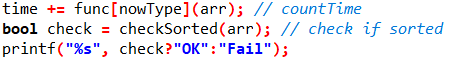 time += func[nowType](arr); // countTime
bool check = checkSorted(arr); // check if sorted
printf("%s", check?"OK":"Fail");